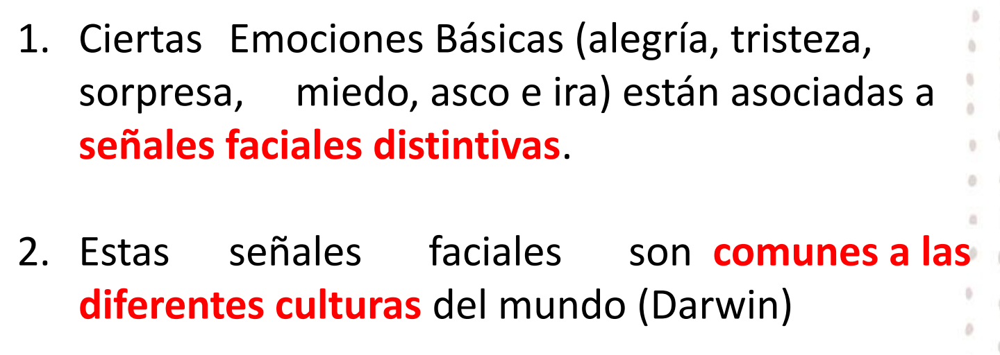 1. Ciertas Emociones Básicas (alegría, tristeza,
sorpresa, miedo, asco e ira) están asociadas a
señales faciales distintivas.
2. Estas señales faciales son comunes a las
diferentes culturas del mundo (Darwin)